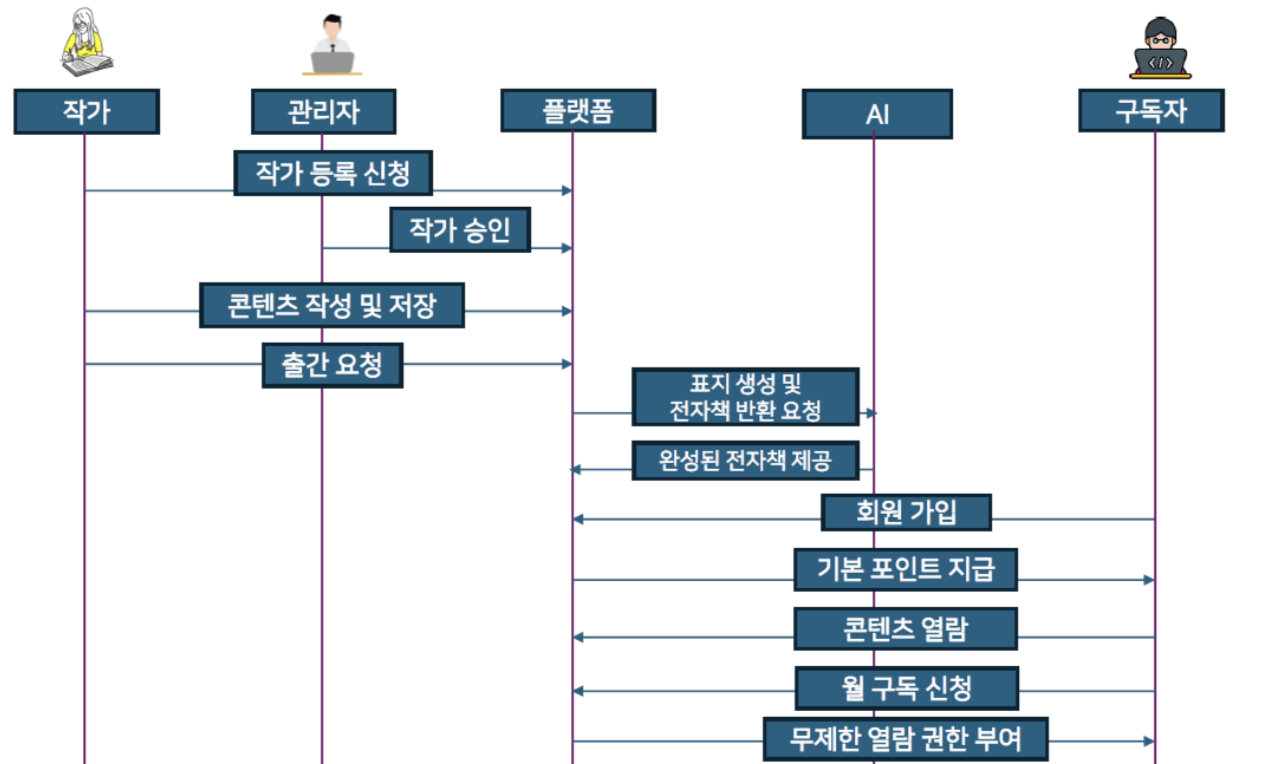 작가
관리자
플랫폼
AI
구독자
작가 등록 신청
작가 승인
콘텐츠 작성 및 저장
출간 요청
표지 생성 및
전자책 반환 요청
완성된 전자책 제공
회원 가입
기본 포인트 지급
콘텐츠 열람
월 구독 신청
무제한 열람 권한 부여